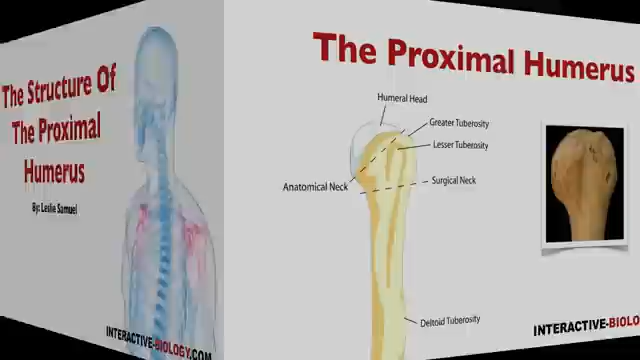 The Structure Of
The Proximal
Humerus
By: Leslie Samuel
INTERACTIVE-BIOLOGY.COM
The Proximal Humerus
Humeral Head
Greater Tuberosity
Lesser Tuberosity
Anatomical Neck
Surgical Neck
Deltoid Tuberosity
INTERACTIVE-BIOLO